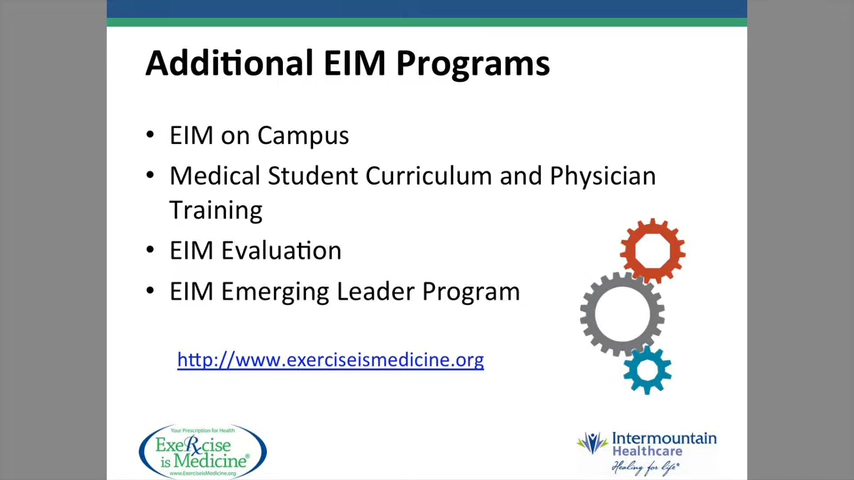 Additional EIM Programs
• EIM on Campus
• Medical Student Curriculum and Physician
Training
• EIM Evaluation
• EIM Emerging Leader Program
http://www.exerciseismedicine.org
Your Prescription for Health
ExeRxcise
is Medicine®
www.ExerciseisMedicine.org
Intermountain
Healthcare
Healing for life®